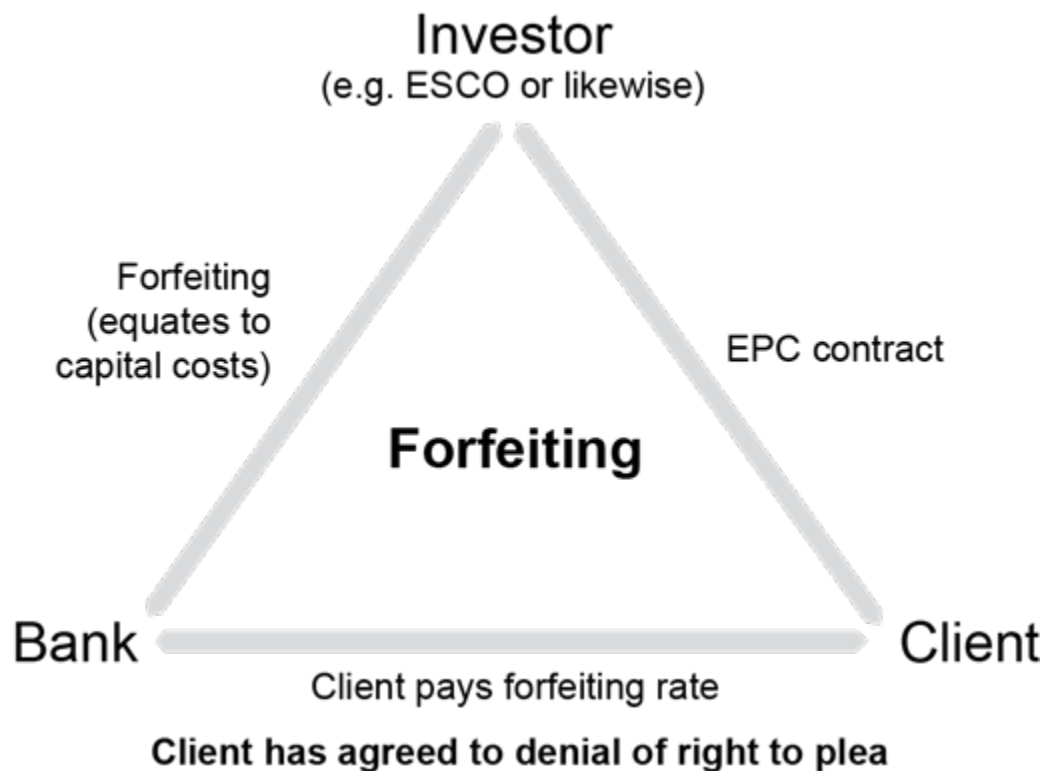 Investor
(e.g. ESCO or likewise)
Forfeiting
(equates to
capital costs)
EPC contract
Forfeiting
Bank
Client
Client pays forfeiting rate
Client has agreed to denial of right to plea